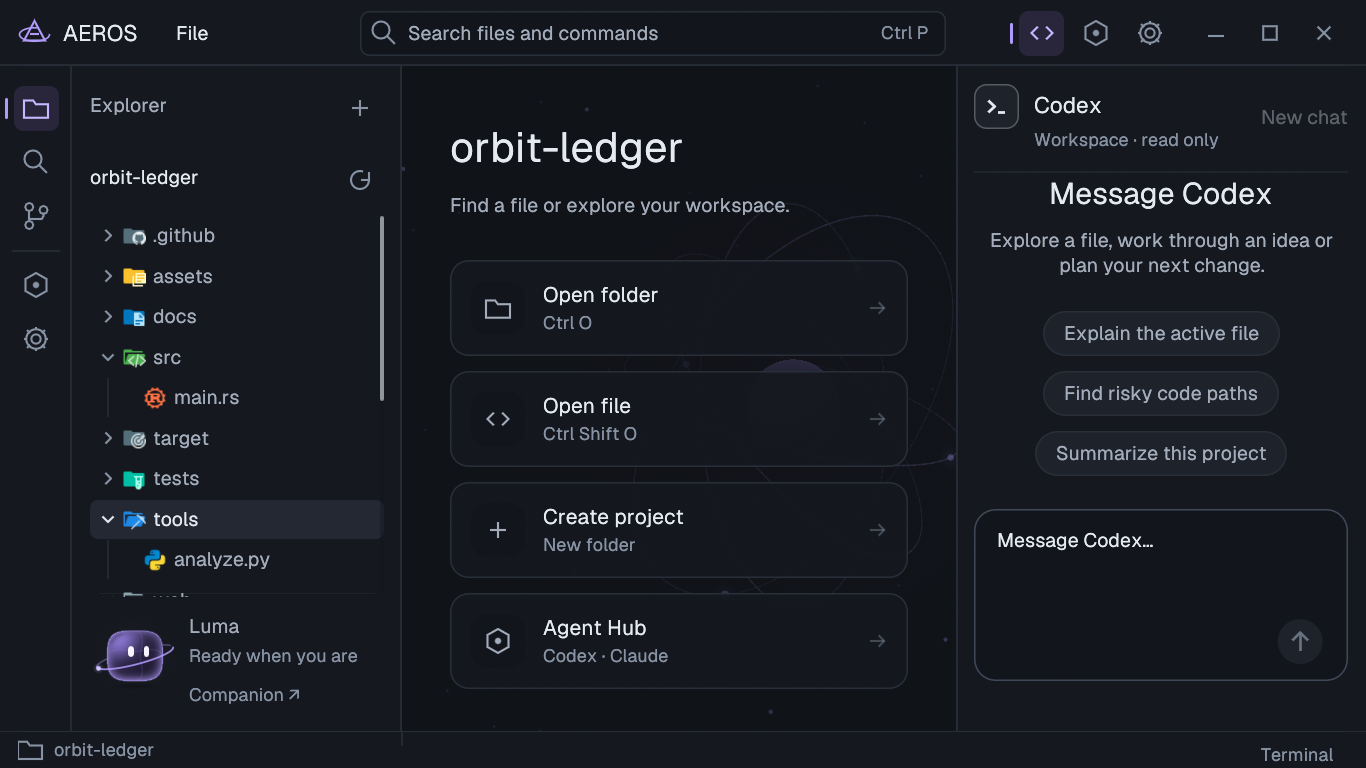 AEROS
File
Search files and commands
Ctrl P
Explorer
orbit-ledger
.github
assets
docs
src
main.rs
target
tests
tools
analyze.py
Luma
Ready when you are
Companion
orbit-ledger
Find a file or explore your workspace.
Open folder
Ctrl O
Open file
Ctrl Shift O
Create project
New folder
Agent Hub
Codex · Claude
Codex
Workspace · read only
New chat
Message Codex
Explore a file, work through an idea or
plan your next change.
Explain the active file
Find risky code paths
Summarize this project
Message Codex…
orbit-ledger
Terminal